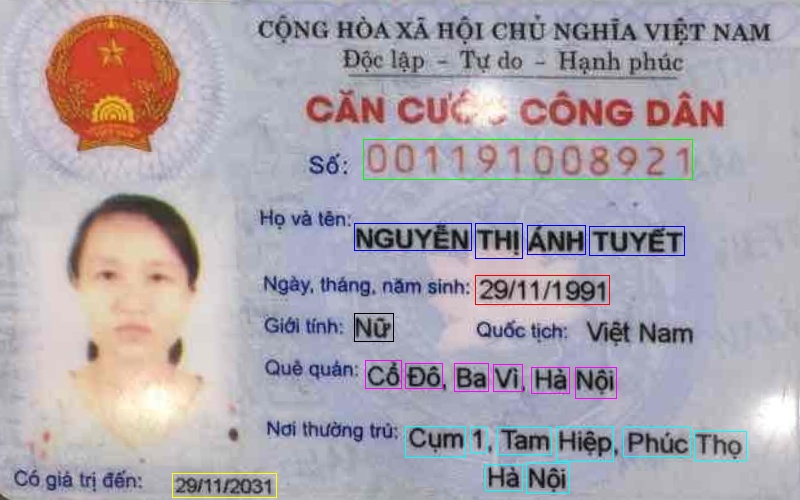 CỘNG HÒA XÃ HỘI CHỦ NGHĨA VIỆT NAM
Độc lập - Tự do - Hạnh phúc
CĂN CƯỚC CÔNG DÂN
Số: 001191008921
Họ và tên: NGUYỄN THỊ ÁNH TUYẾT
Ngày, tháng, năm sinh: 29/11/1991
Giới tính: Nữ Quốc tịch: Việt Nam
Quê quán: Cổ Đô, Ba Vì, Hà Nội
Nơi thường trú: Cụm 1, Tam Hiệp, Phúc Thọ
Hà Nội
Có giá trị đến: 29/11/2031